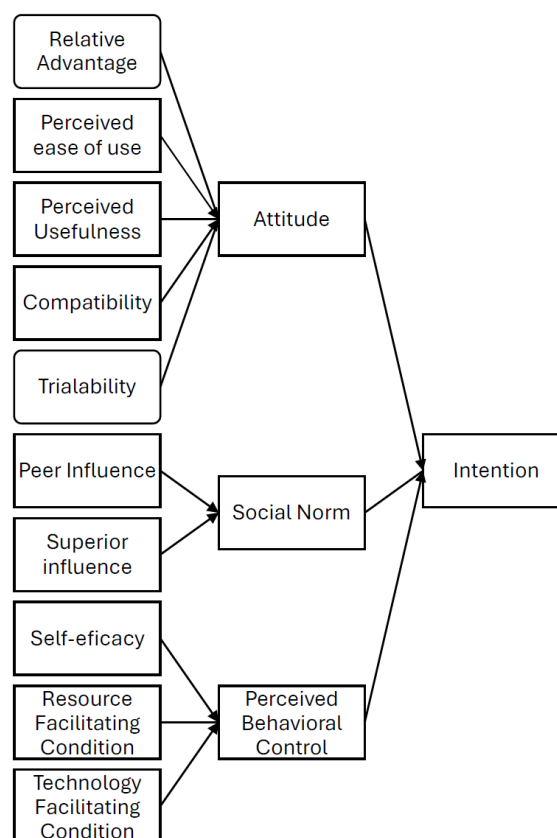 Relative
Advantage
Perceived
ease of use
Perceived
Usefulness
Compatibility
Trialability
Peer Influence
Superior
influence
Self-eficacy
Resource
Facilitating
Condition
Technology
Facilitating
Condition
Attitude
Social Norm
Perceived
Behavioral
Control
Intention